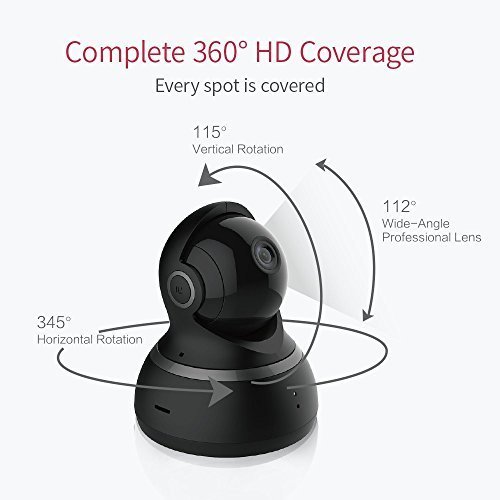 Complete 360° HD Coverage
Every spot is covered
115°
Vertical Rotation
112°
Wide-Angle
Professional Lens
345°
Horizontal Rotation